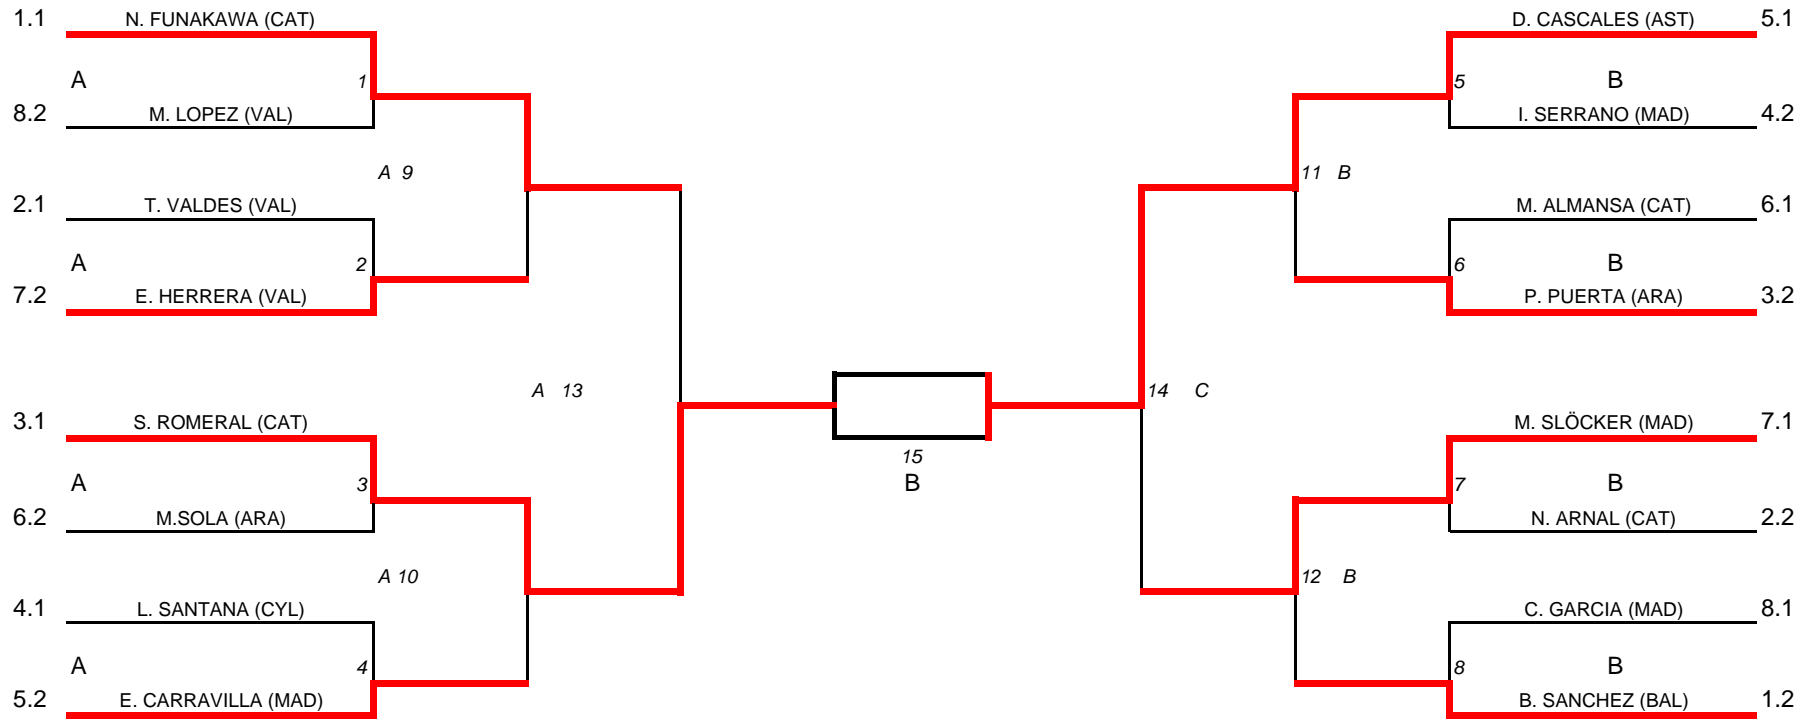 1.1 N. FUNAKAWA (CAT)
A 1
8.2 M. LOPEZ (VAL)
A 9
2.1 T. VALDES (VAL)
A 2
7.2 E. HERRERA (VAL)
A 13
3.1 S. ROMERAL (CAT)
A 3
6.2 M.SOLA (ARA)
A 10
4.1 L. SANTANA (CYL)
A 4
5.2 E. CARRAVILLA (MAD)
15
B
D. CASCALES (AST) 5.1
5 B
I. SERRANO (MAD) 4.2
11 B
M. ALMANSA (CAT) 6.1
6 B
P. PUERTA (ARA) 3.2
14 C
M. SLÖCKER (MAD) 7.1
7 B
N. ARNAL (CAT) 2.2
12 B
C. GARCIA (MAD) 8.1
8 B
B. SANCHEZ (BAL) 1.2